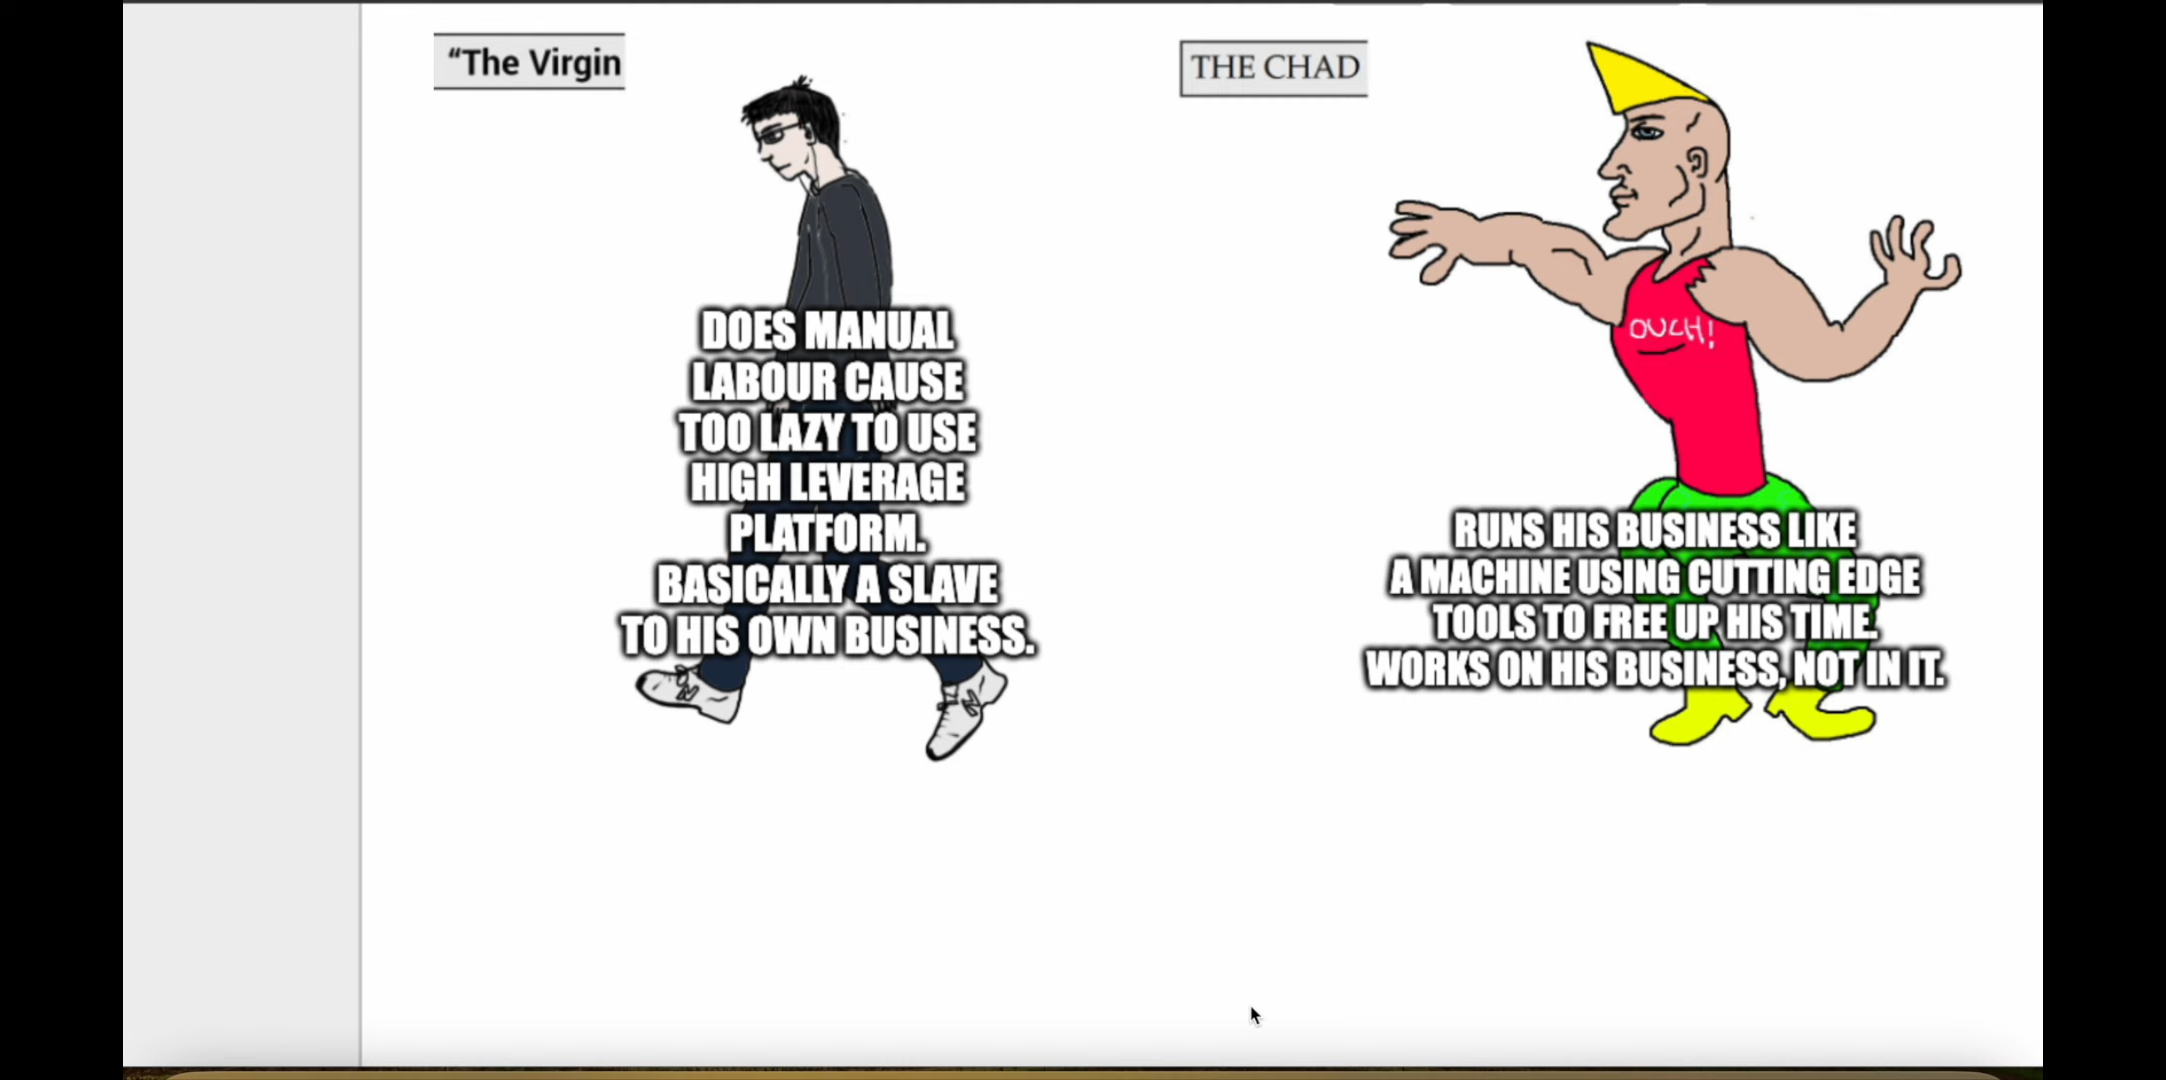 “The Virgin
DOES MANUAL
LABOUR CAUSE
TOO LAZY TO USE
HIGH LEVERAGE
PLATFORM.
BASICALLY A SLAVE
TO HIS OWN BUSINESS.
THE CHAD
OUCH!
RUNS HIS BUSINESS LIKE
A MACHINE USING CUTTING EDGE
TOOLS TO FREE UP HIS TIME.
WORKS ON HIS BUSINESS, NOT IN IT.